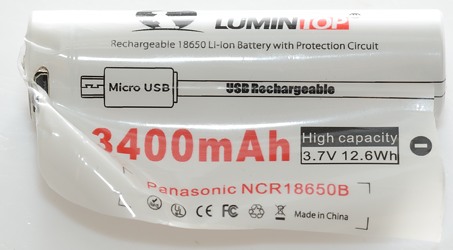 LUMINTOP®
Rechargeable 18650 Li-Ion Battery with Protection Circuit
Micro USB
USB Rechargeable
3400mAh
High capacity
3.7V 12.6Wh
Panasonic NCR18650B
CE FC Made in China